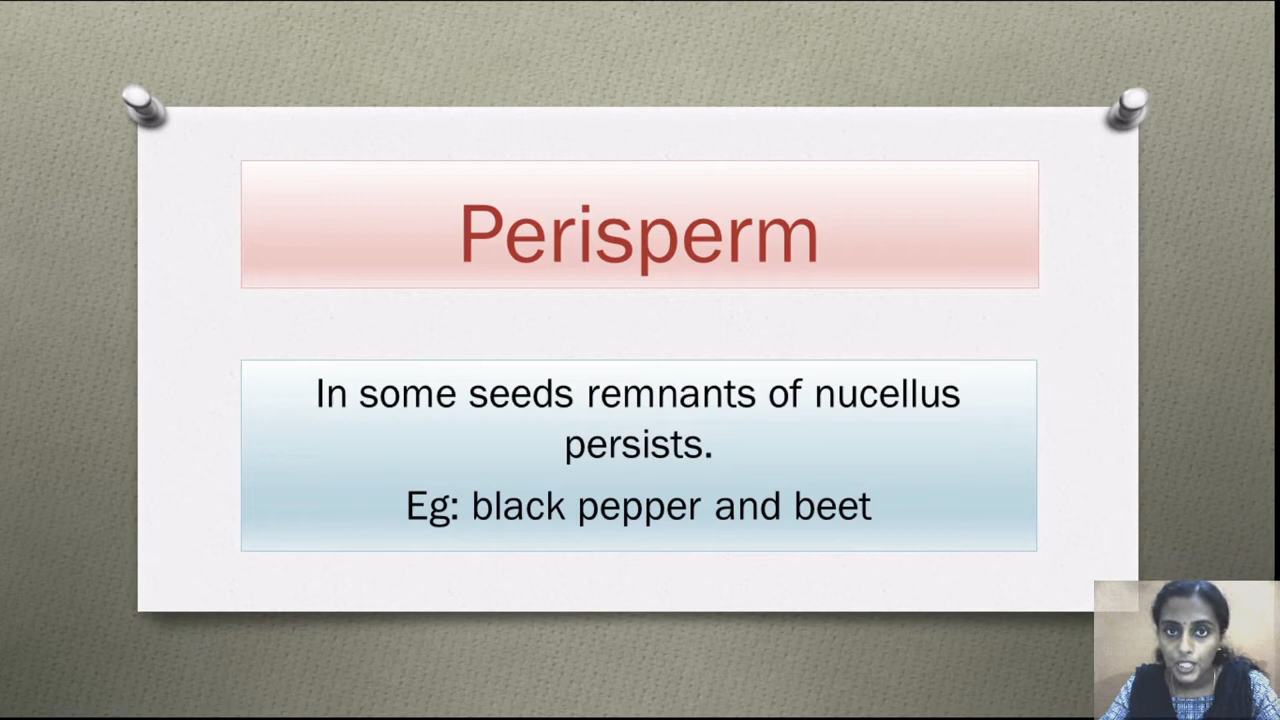 Perisperm
In some seeds remnants of nucellus
persists.
Eg: black pepper and beet